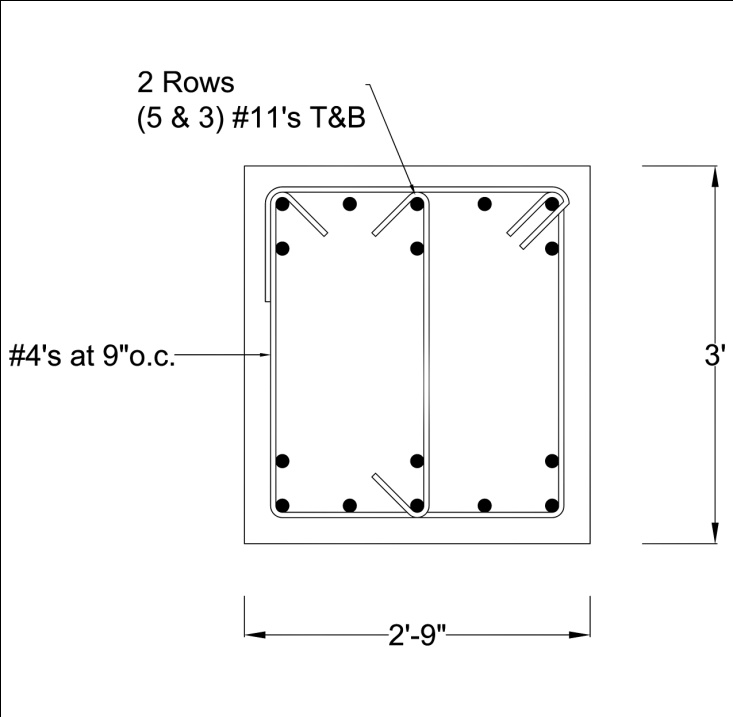 2 Rows
(5 & 3) #11's T&B
#4's at 9"o.c.
3'
2'-9"